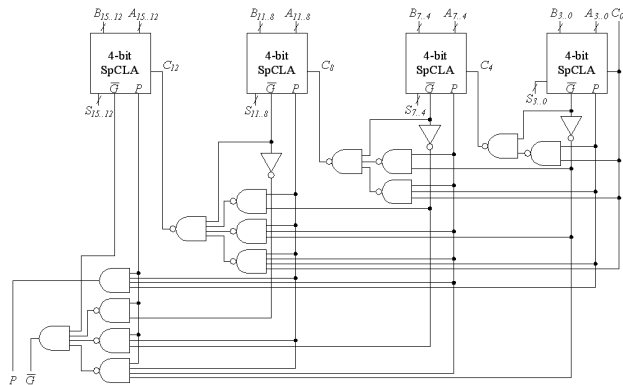 B15..12 A15..12 B11..8 A11..8 B7..4 A7..4 B3..0 A3..0 C0
4-bit SpCLA G̅ P
C12
4-bit SpCLA G̅ P
C8
4-bit SpCLA G̅ P
C4
4-bit SpCLA G̅ P
S15..12 S11..8 S7..4 S3..0
P G̅